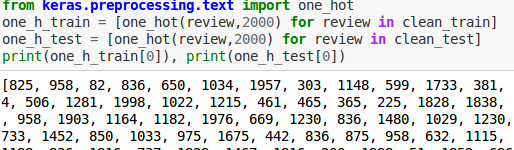 from keras.preprocessing.text import one_hot
one_h_train = [one_hot(review,2000) for review in clean_train]
one_h_test = [one_hot(review,2000) for review in clean_test]
print(one_h_train[0]), print(one_h_test[0])
[825, 958, 82, 836, 650, 1034, 1957, 303, 1148, 599, 1733, 381,
4, 506, 1281, 1998, 1022, 1215, 461, 465, 365, 225, 1828, 1838,
, 958, 1903, 1164, 1182, 1976, 669, 1230, 836, 1480, 1029, 1230,
733, 1452, 850, 1033, 975, 1675, 442, 836, 875, 958, 632, 1115,